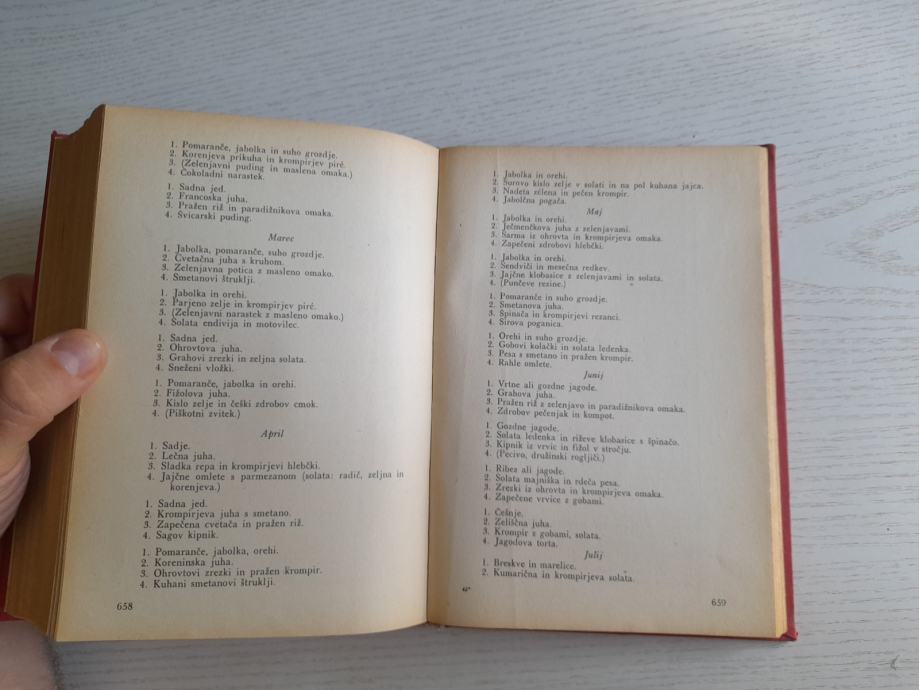 1. Pomaranče, jabolka in suho grozdje.
2. Korenjeva prikuha in krompirjev piré.
3. (Zelenjavni puding in maslena omaka.)
4. Čokoladni narastek.
1. Sadna jed.
2. Francoska juha.
3. Pražen riž in paradižnikova omaka.
4. Švicarski puding.
Marec
1. Jabolka, pomaranče, suho grozdje.
2. Cvetačna juha s kruhom.
3. Zelenjavna potica z masleno omako.
4. Smetanovi štruklji.
1. Jabolka in orehi.
2. Parjeno zelje in krompirjev piré.
3. (Zelenjavni narastek z masleno omako.)
4. Solata endivija in motovilec.
1. Sadna jed.
2. Ohrovtova juha.
3. Grahovi zrezki in zeljna solata.
4. Sneženi vložki.
1. Pomaranče, jabolka in orehi.
2. Fižolova juha.
3. Kislo zelje in češki zdrobov cmok.
4. (Piškotni zvitek.)
April
1. Sadje.
2. Lečna juha.
3. Sladka repa in krompirjevi hlebčki.
4. Jajčne omlete s parmezanom (solata: radič, zeljna in
korenjeva.)
1. Sadna jed.
2. Krompirjeva juha s smetano.
3. Zapečena cvetača in pražen riž.
4. Sagov kipnik.
1. Pomaranče, jabolka, orehi.
2. Koreninska juha.
3. Ohrovtovi zrezki in pražen krompir.
4. Kuhani smetanovi štruklji.
658
1. Jabolka in orehi.
2. Surovo kislo zelje v solati in na pol kuhana jajca.
3. Nadeta zelena in pečen krompir.
4. Jabolčna pogača.
Maj
1. Jabolka in orehi.
2. Ječmenčkova juha z zelenjavami.
3. Sarma iz ohrovta in krompirjeva omaka.
4. Zapečeni zdrobovi hlebčki.
1. Jabolka in orehi.
2. Sendviči in mesečna redkev.
3. Jajčne klobasice z zelenjavami in solata.
4. (Punčeve rezine.)
1. Pomaranče in suho grozdje.
2. Smetanova juha.
3. Špinača in krompirjevi rezanci.
4. Sirova poganica.
1. Orehi in suho grozdje.
2. Gobovi kolački in solata ledenka.
3. Pesa s smetano in pražen krompir.
4. Rahle omlete.
Junij
1. Vrtne ali gozdne jagode.
2. Grahova juha.
3. Pražen riž z zelenjavo in paradižnikova omaka.
4. Zdrobov pečenjak in kompot.
1. Gozdne jagode.
2. Solata ledenka in riževe klobasice s špinačo.
3. Kipnik iz vrvic in fižol v stročju.
4. (Pecivo, družinski rogljiči.)
1. Ribez ali jagode.
2. Solata majniška in rdeča pesa.
3. Zrezki iz ohrovta in krompirjeva omaka.
4. Zapečene vrvice z gobami.
1. Češnje.
2. Zeliščna juha.
3. Krompir z gobami, solata.
4. Jagodova torta.
Julij
1. Breskve in marelice.
2. Kumarična in krompirjeva solata.
42*
659